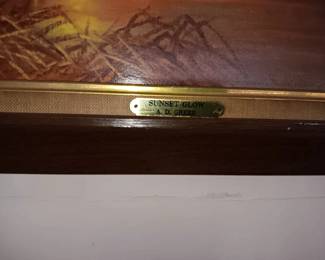 SUNSET GLOW
A. D. GREER